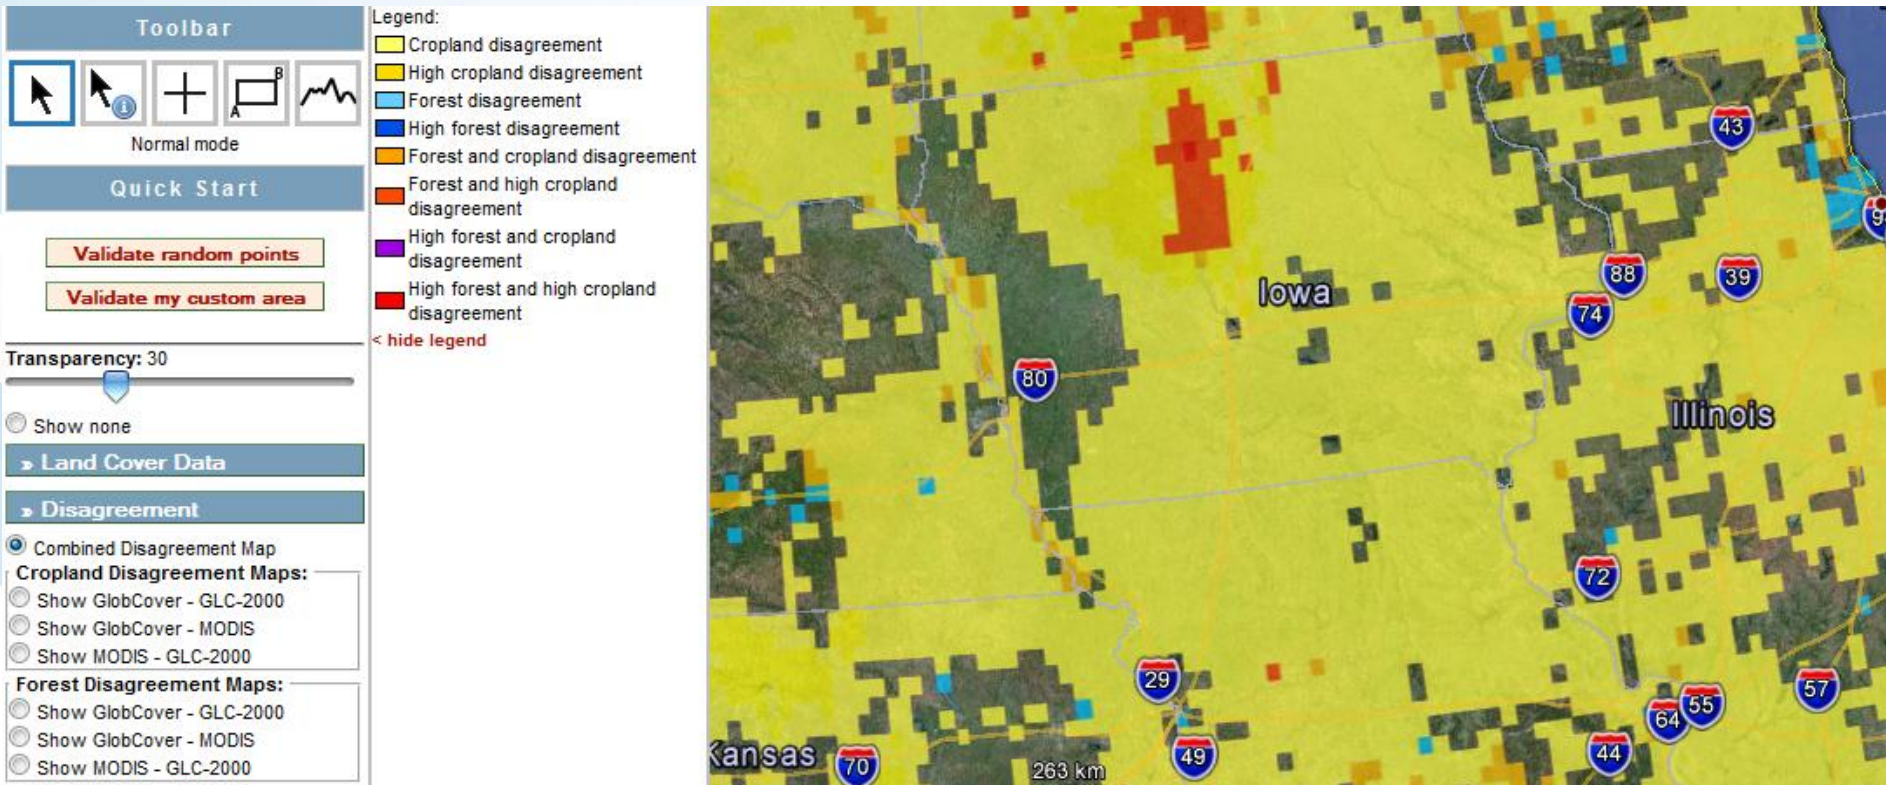 Toolbar
A
B
Normal mode
Quick Start
Validate random points
Validate my custom area
Transparency: 30
Show none
» Land Cover Data
» Disagreement
Combined Disagreement Map
Cropland Disagreement Maps:
Show GlobCover - GLC-2000
Show GlobCover - MODIS
Show MODIS - GLC-2000
Forest Disagreement Maps:
Show GlobCover - GLC-2000
Show GlobCover - MODIS
Show MODIS - GLC-2000
Legend:
Cropland disagreement
High cropland disagreement
Forest disagreement
High forest disagreement
Forest and cropland disagreement
Forest and high cropland
disagreement
High forest and cropland
disagreement
High forest and high cropland
disagreement
< hide legend
43
88
39
Iowa
74
80
Illinois
72
29
57
55
64
Kansas
70
49
44
263 km